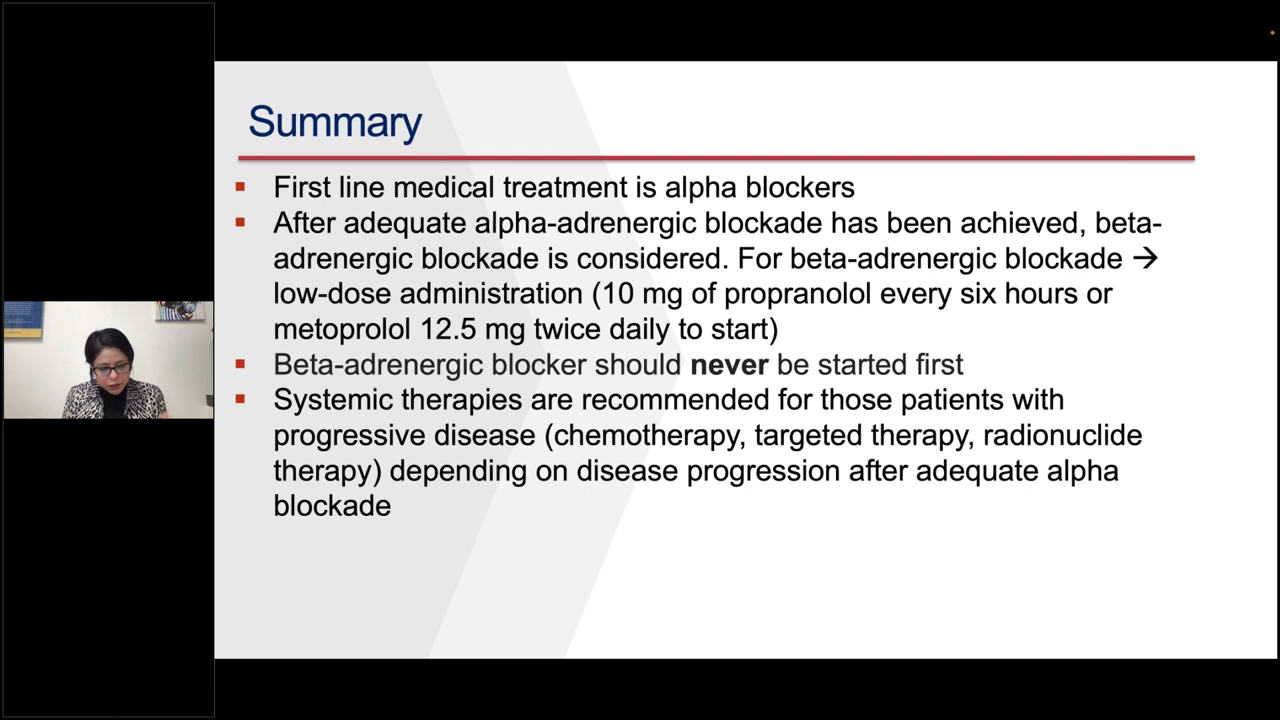 Summary
▪ First line medical treatment is alpha blockers
▪ After adequate alpha-adrenergic blockade has been achieved, beta-
adrenergic blockade is considered. For beta-adrenergic blockade →
low-dose administration (10 mg of propranolol every six hours or
metoprolol 12.5 mg twice daily to start)
▪ Beta-adrenergic blocker should never be started first
▪ Systemic therapies are recommended for those patients with
progressive disease (chemotherapy, targeted therapy, radionuclide
therapy) depending on disease progression after adequate alpha
blockade